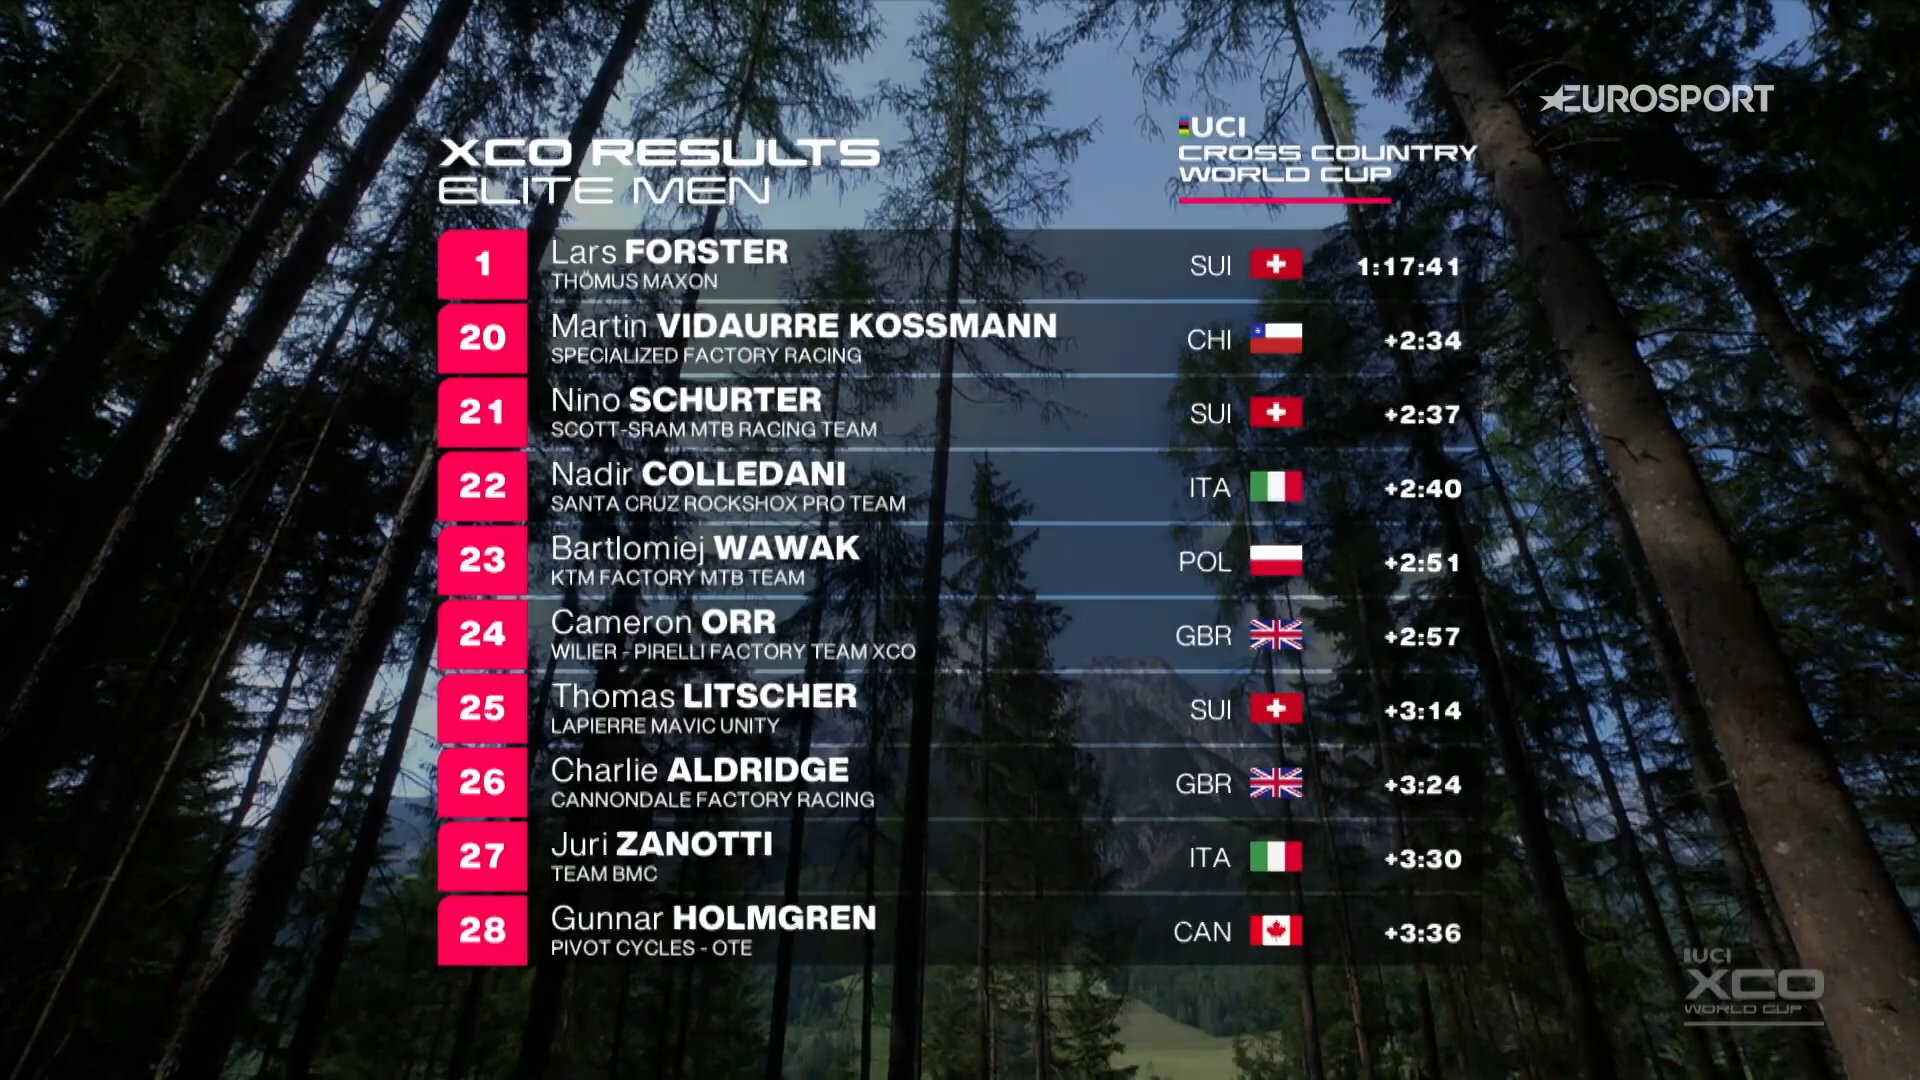 EUROSPORT
UCI
CROSS COUNTRY
WORLD CUP
XCO RESULTS
ELITE MEN
1 Lars FORSTER SUI 1:17:41
THÖMUS MAXON
20 Martin VIDAURRE KOSSMANN CHI +2:34
SPECIALIZED FACTORY RACING
21 Nino SCHURTER SUI +2:37
SCOTT-SRAM MTB RACING TEAM
22 Nadir COLLEDANI ITA +2:40
SANTA CRUZ ROCKSHOX PRO TEAM
23 Bartlomiej WAWAK POL +2:51
KTM FACTORY MTB TEAM
24 Cameron ORR GBR +2:57
WILIER - PIRELLI FACTORY TEAM XCO
25 Thomas LITSCHER SUI +3:14
LAPIERRE MAVIC UNITY
26 Charlie ALDRIDGE GBR +3:24
CANNONDALE FACTORY RACING
27 Juri ZANOTTI ITA +3:30
TEAM BMC
28 Gunnar HOLMGREN CAN +3:36
PIVOT CYCLES - OTE
UCI
XCO
WORLD CUP